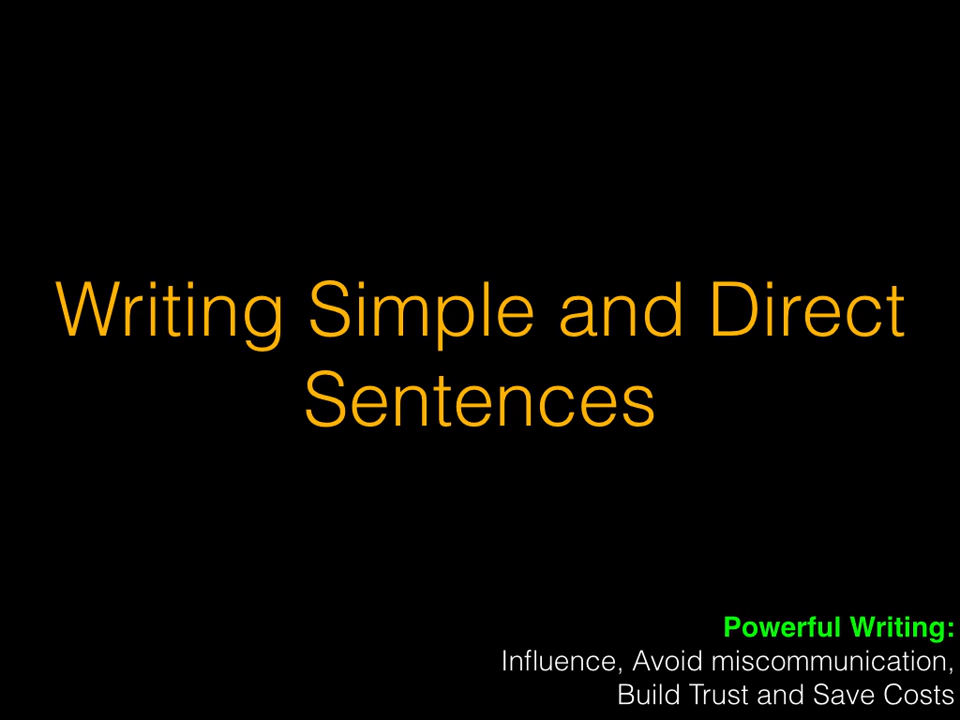 Writing Simple and Direct
Sentences
Powerful Writing:
Influence, Avoid miscommunication,
Build Trust and Save Costs